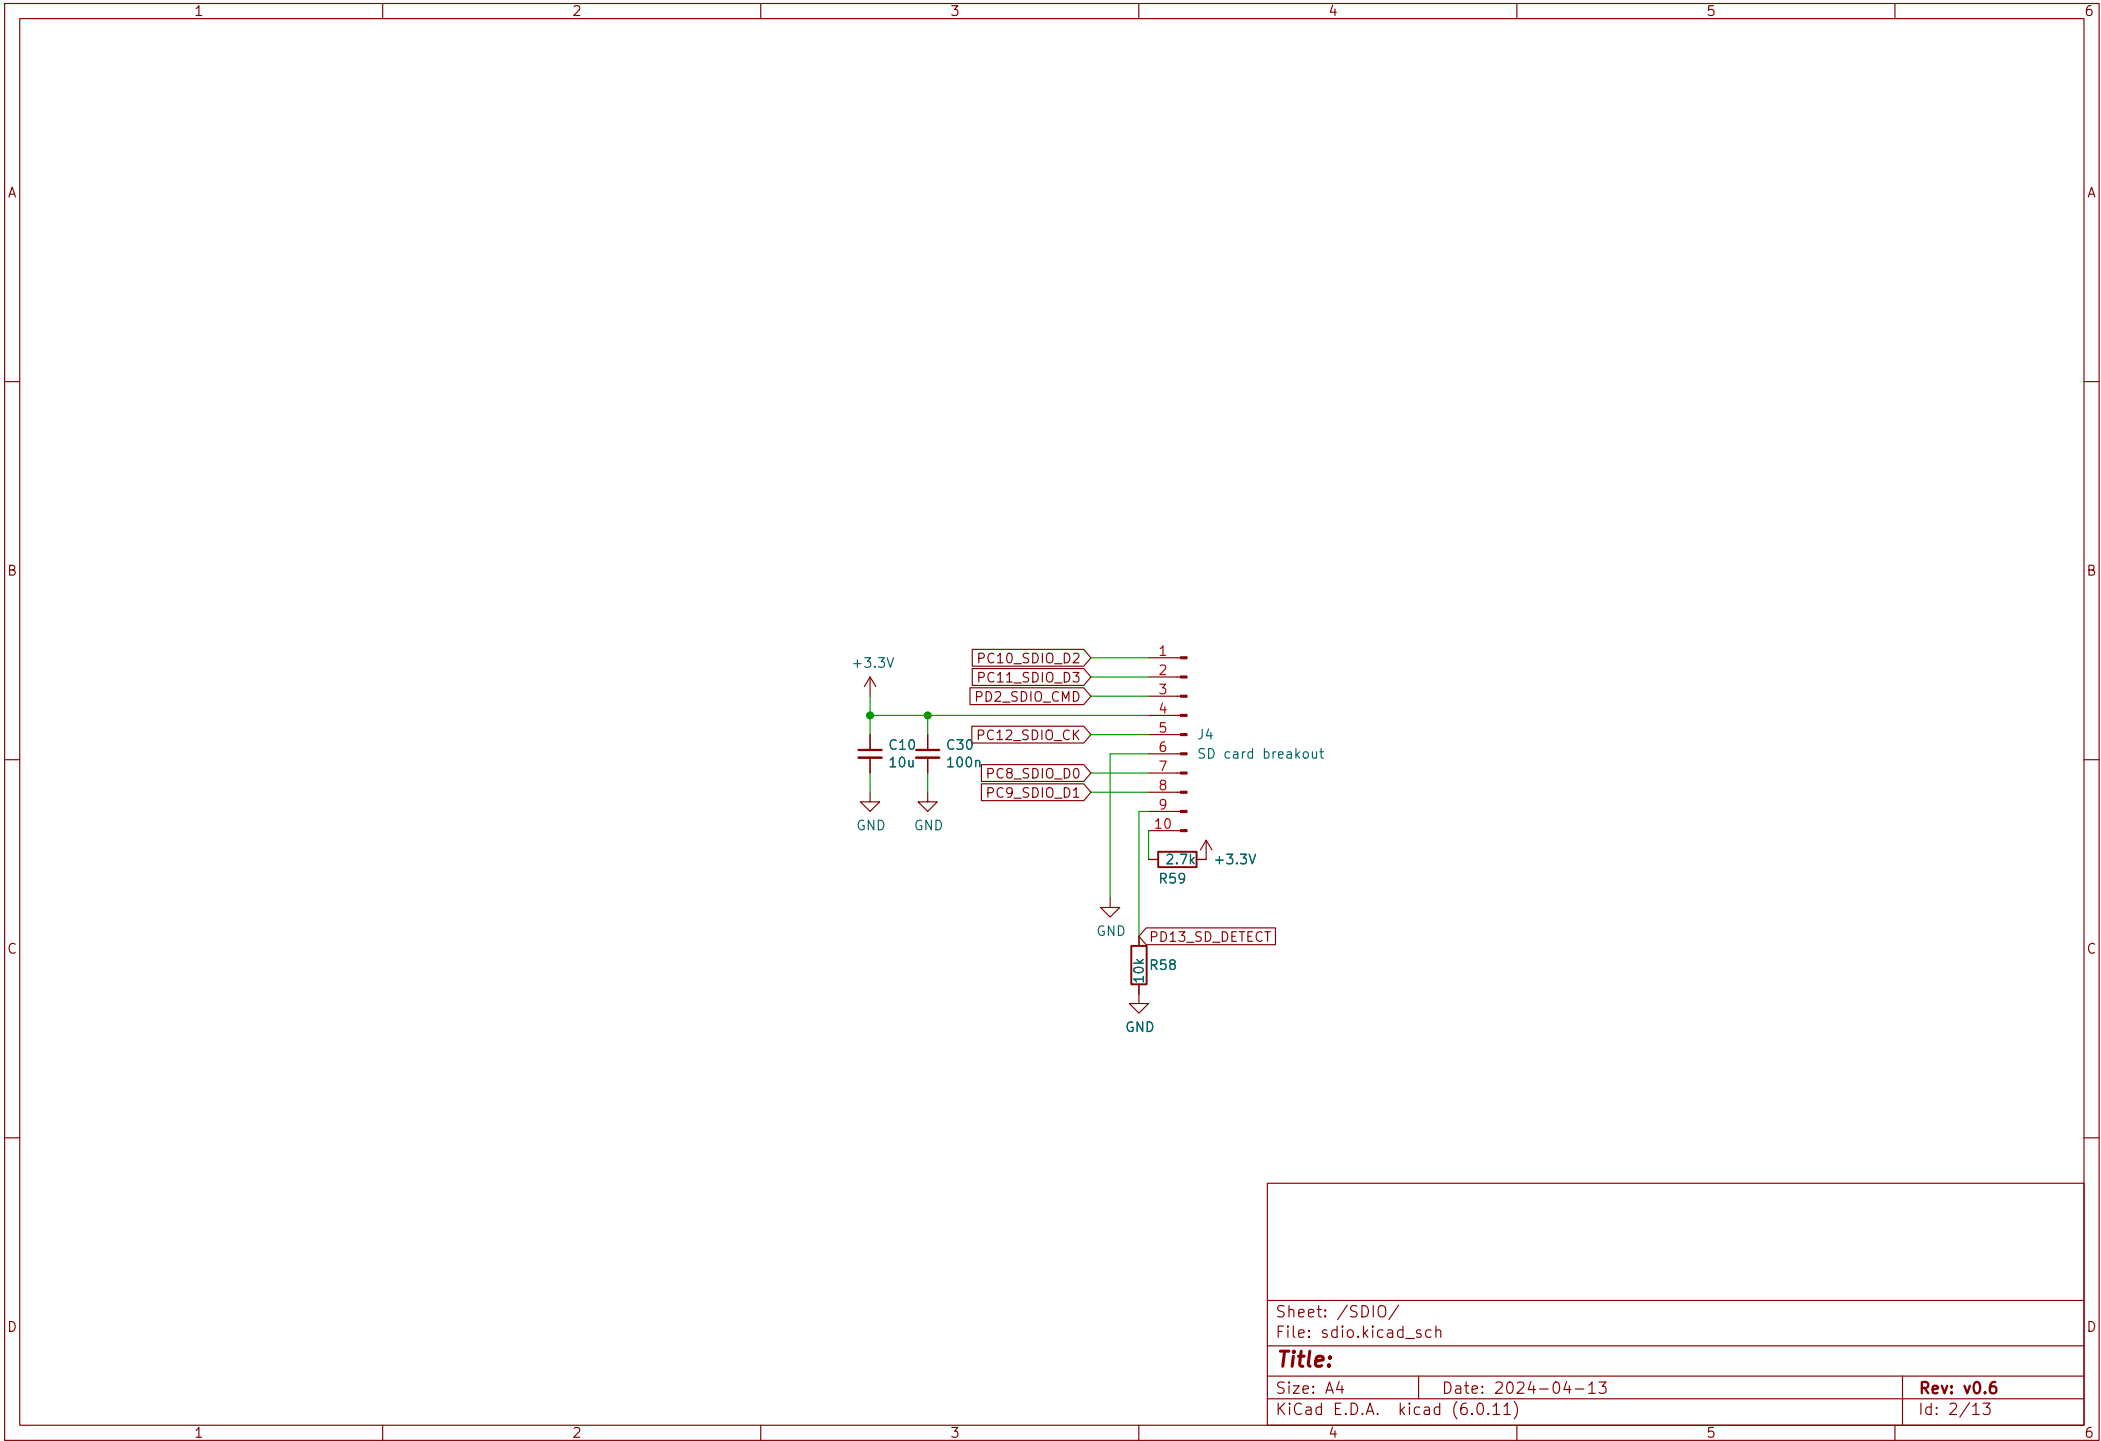 1 2 3 4 5 6
A A
B B
PC10_SDIO_D2 1
+3.3V
PC11_SDIO_D3 2
PD2_SDIO_CMD 3
4
PC12_SDIO_CK 5 J4
C10 C30
6 SD card breakout
10u 100n
PC8_SDIO_D0 7
PC9_SDIO_D1 8
9
GND GND 10
2.7k +3.3V
R59
GND PD13_SD_DETECT
C C
10k R58
GND
Sheet: /SDIO/
File: sdio.kicad_sch
D D
Title:
Size: A4 Date: 2024-04-13 Rev: v0.6
KiCad E.D.A. kicad (6.0.11) Id: 2/13
1 2 3 4 5 6